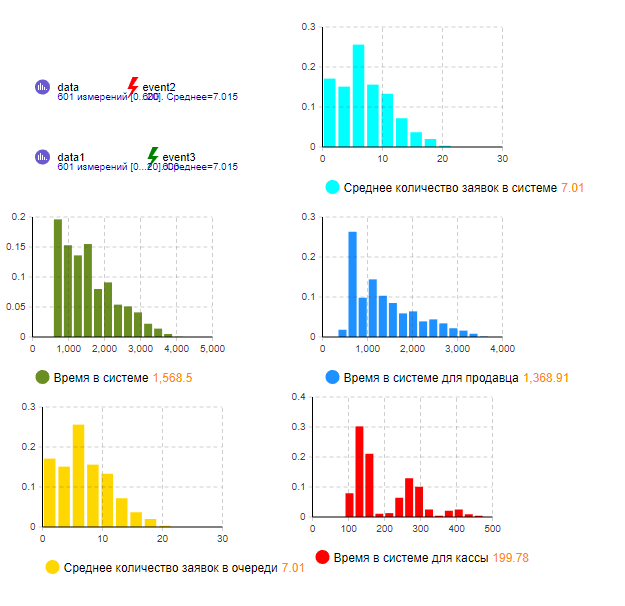 data event2
601 измерений [0...20]. Среднее=7.015
data1 event3
601 измерений [0...20]. Среднее=7.015
0.3
0.2
0.1
0
0 10 20 30
Среднее количество заявок в системе 7.01
0.2
0.15
0.1
0.05
0
0 1,000 2,000 3,000 4,000 5,000
Время в системе 1,568.5
0.3
0.2
0.1
0
0 1,000 2,000 3,000 4,000
Время в системе для продавца 1,368.91
0.3
0.2
0.1
0
0 10 20 30
Среднее количество заявок в очереди 7.01
0.4
0.3
0.2
0.1
0
0 100 200 300 400 500
Время в системе для кассы 199.78